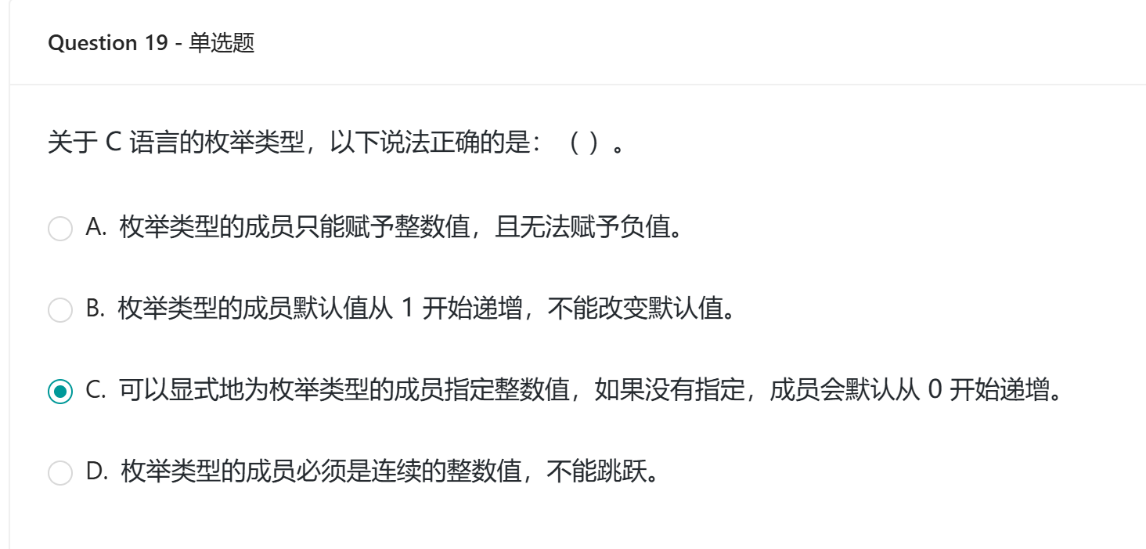 Question 19 - 单选题
关于 C 语言的枚举类型，以下说法正确的是：（ ）。
A. 枚举类型的成员只能赋予整数值，且无法赋予负值。
B. 枚举类型的成员默认值从 1 开始递增，不能改变默认值。
C. 可以显式地为枚举类型的成员指定整数值，如果没有指定，成员会默认从 0 开始递增。
D. 枚举类型的成员必须是连续的整数值，不能跳跃。